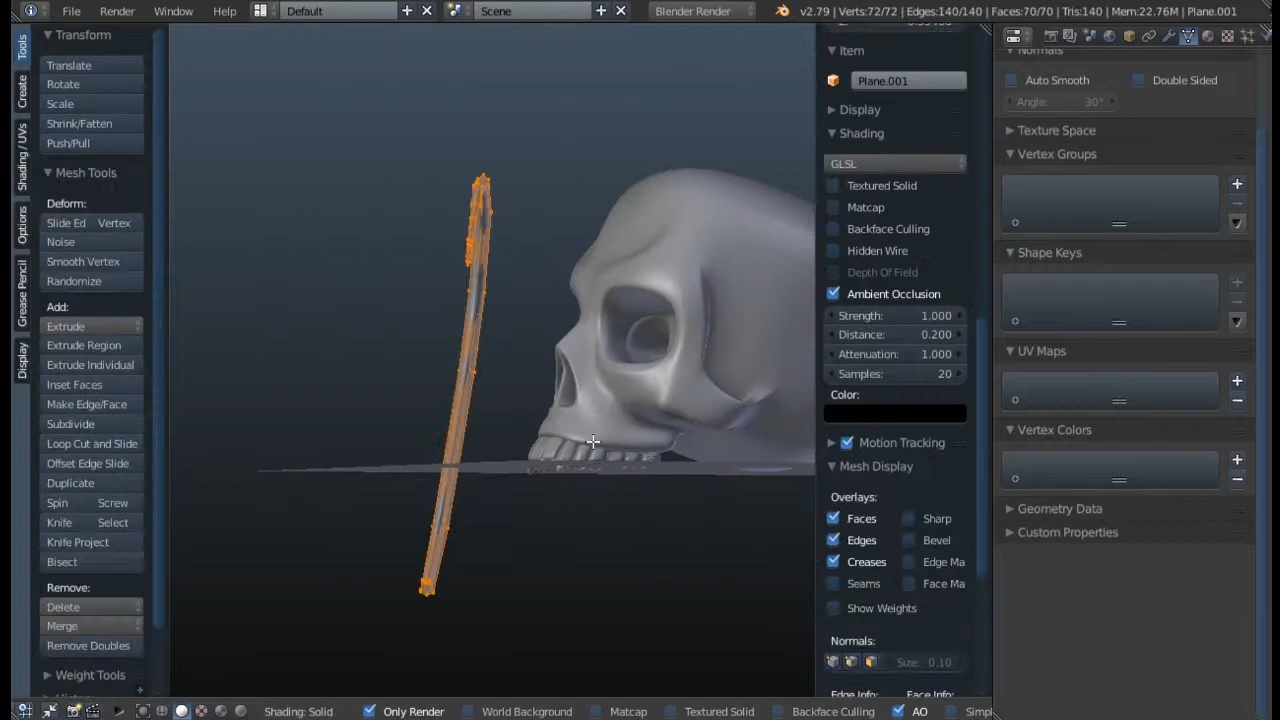 File Render Window Help Default Scene Blender Render v2.79 | Verts:72/72 | Edges:140/140 | Faces:70/70 | Tris:140 | Mem:22.76M | Plane.001
Tools
Create
Shading / UVs
Options
Grease Pencil
Display
Transform
Translate
Rotate
Scale
Shrink/Fatten
Push/Pull
Mesh Tools
Deform:
Slide Ed Vertex
Noise
Smooth Vertex
Randomize
Add:
Extrude
Extrude Region
Extrude Individual
Inset Faces
Make Edge/Face
Subdivide
Loop Cut and Slide
Offset Edge Slide
Duplicate
Spin Screw
Knife Select
Knife Project
Bisect
Remove:
Delete
Merge
Remove Doubles
Weight Tools
Item
Plane.001
Display
Shading
GLSL
Textured Solid
Matcap
Backface Culling
Hidden Wire
Depth Of Field
Ambient Occlusion
Strength: 1.000
Distance: 0.200
Attenuation: 1.000
Samples: 20
Color:
Motion Tracking
Mesh Display
Overlays:
Faces Sharp
Edges Bevel
Creases Edge Ma
Seams Face Ma
Show Weights
Normals:
Size: 0.10
Edge Info: Face Info:
Normals
Auto Smooth Double Sided
Angle: 30°
Texture Space
Vertex Groups
Shape Keys
UV Maps
Vertex Colors
Geometry Data
Custom Properties
Shading: Solid Only Render World Background Matcap Textured Solid Backface Culling AO Simpl